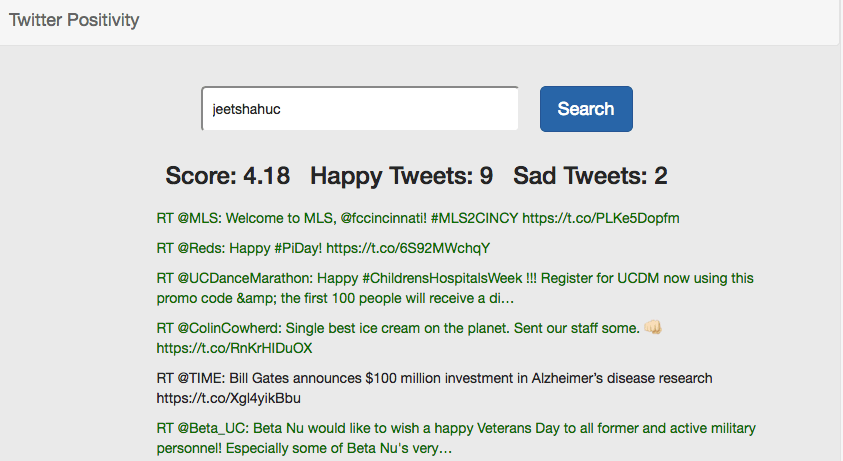 Twitter Positivity
jeetshahuc
Search
Score: 4.18 Happy Tweets: 9 Sad Tweets: 2
RT @MLS: Welcome to MLS, @fccincinnati! #MLS2CINCY https://t.co/PLKe5Dopfm
RT @Reds: Happy #PiDay! https://t.co/6S92MWchqY
RT @UCDanceMarathon: Happy #ChildrensHospitalsWeek !!! Register for UCDM now using this
promo code &amp; the first 100 people will receive a di…
RT @ColinCowherd: Single best ice cream on the planet. Sent our staff some. 👊🏻
https://t.co/RnKrHIDuOX
RT @TIME: Bill Gates announces $100 million investment in Alzheimer’s disease research
https://t.co/Xgl4yikBbu
RT @Beta_UC: Beta Nu would like to wish a happy Veterans Day to all former and active military
personnel! Especially some of Beta Nu's very…